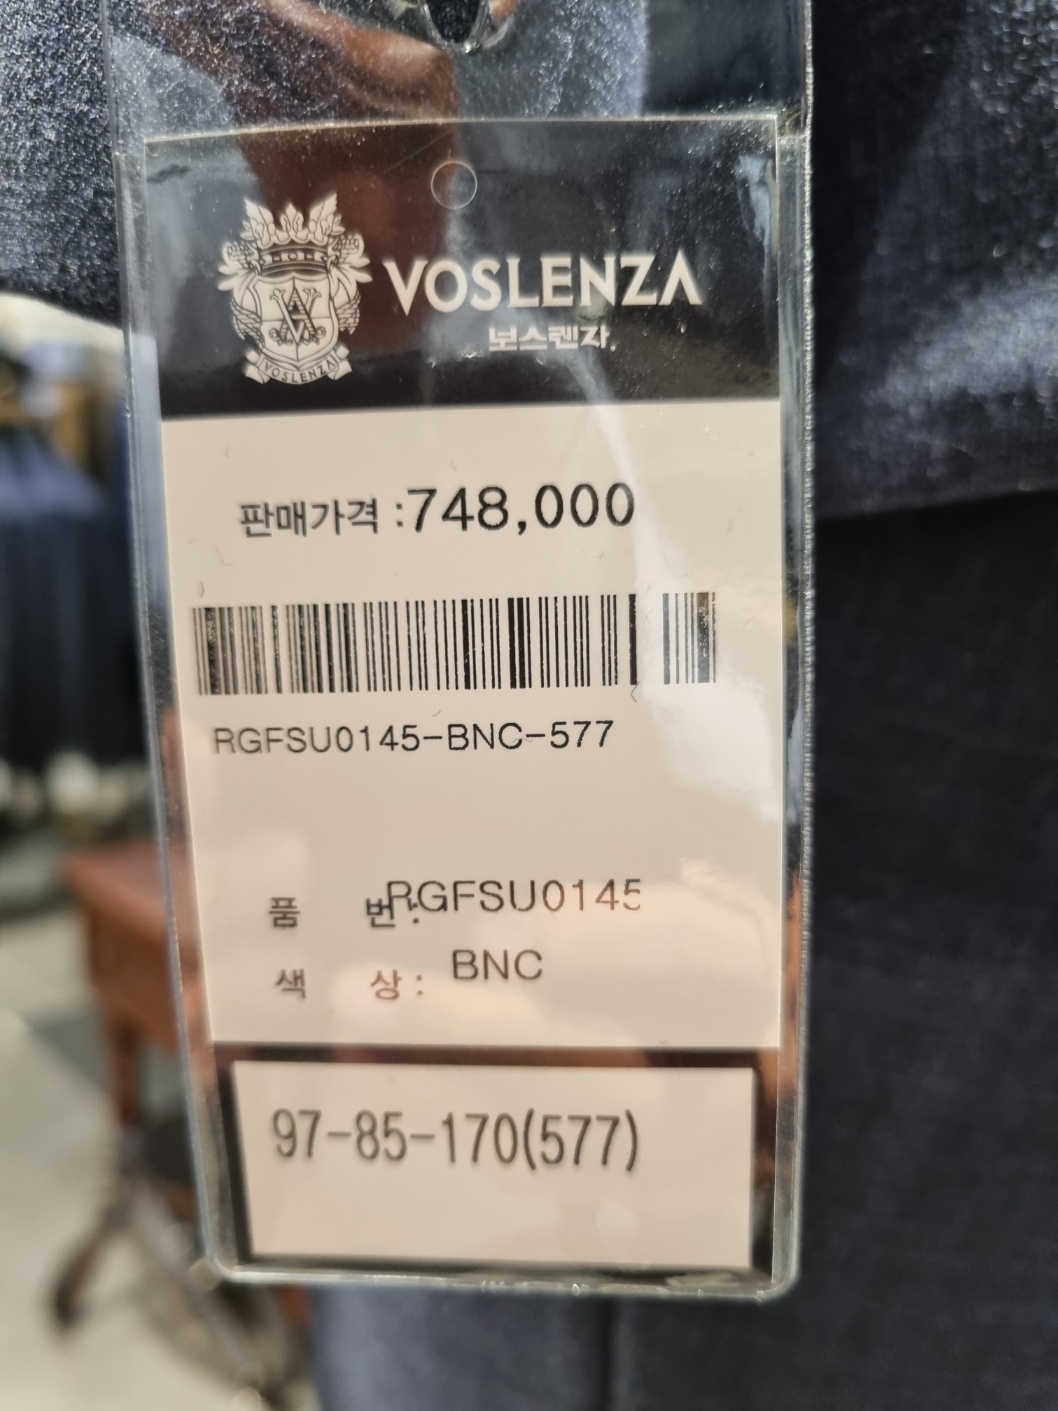 VOSLENZA
보스렌자.
VOSLENZA
판매가격 :748,000
RGFSU0145-BNC-577
품 번: RGFSU0145
색 상: BNC
97-85-170(577)